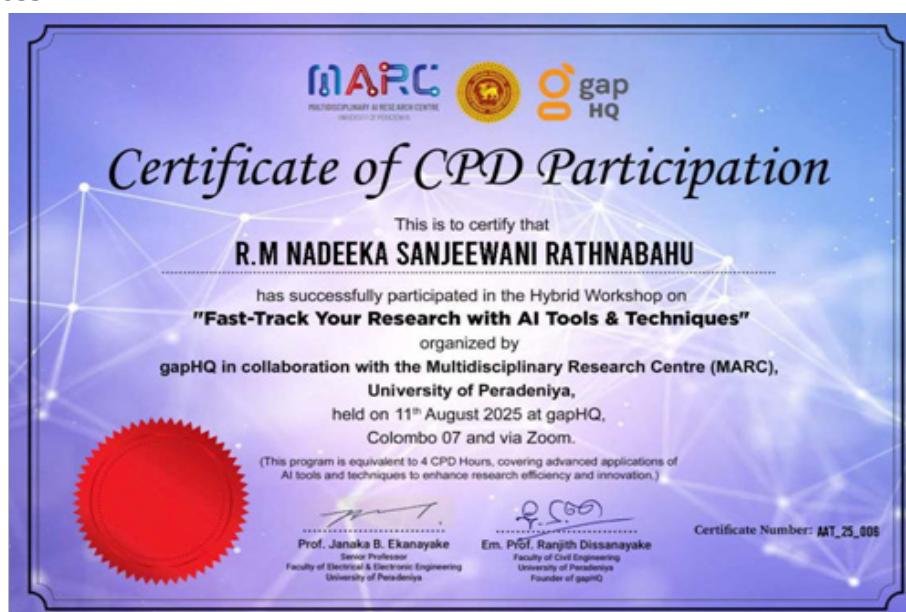 MARC
MULTIDISCIPLINARY AI RESEARCH CENTRE
UNIVERSITY OF PERADENIYA
gap
HQ
Certificate of CPD Participation
This is to certify that
R.M NADEEKA SANJEEWANI RATHNABAHU
has successfully participated in the Hybrid Workshop on
"Fast-Track Your Research with AI Tools & Techniques"
organized by
gapHQ in collaboration with the Multidisciplinary Research Centre (MARC),
University of Peradeniya,
held on 11th August 2025 at gapHQ,
Colombo 07 and via Zoom.
(This program is equivalent to 4 CPD Hours, covering advanced applications of
AI tools and techniques to enhance research efficiency and innovation.)
Prof. Janaka B. Ekanayake
Senior Professor
Faculty of Electrical & Electronic Engineering
University of Peradeniya
Em. Prof. Ranjith Dissanayake
Faculty of Civil Engineering
University of Peradeniya
Founder of gapHQ
Certificate Number: AAT_25_006